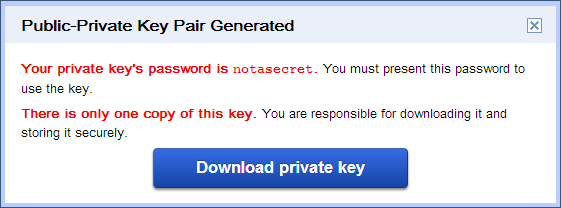 Public-Private Key Pair Generated
Your private key's password is notasecret. You must present this password to
use the key.
There is only one copy of this key. You are responsible for downloading it and
storing it securely.
Download private key